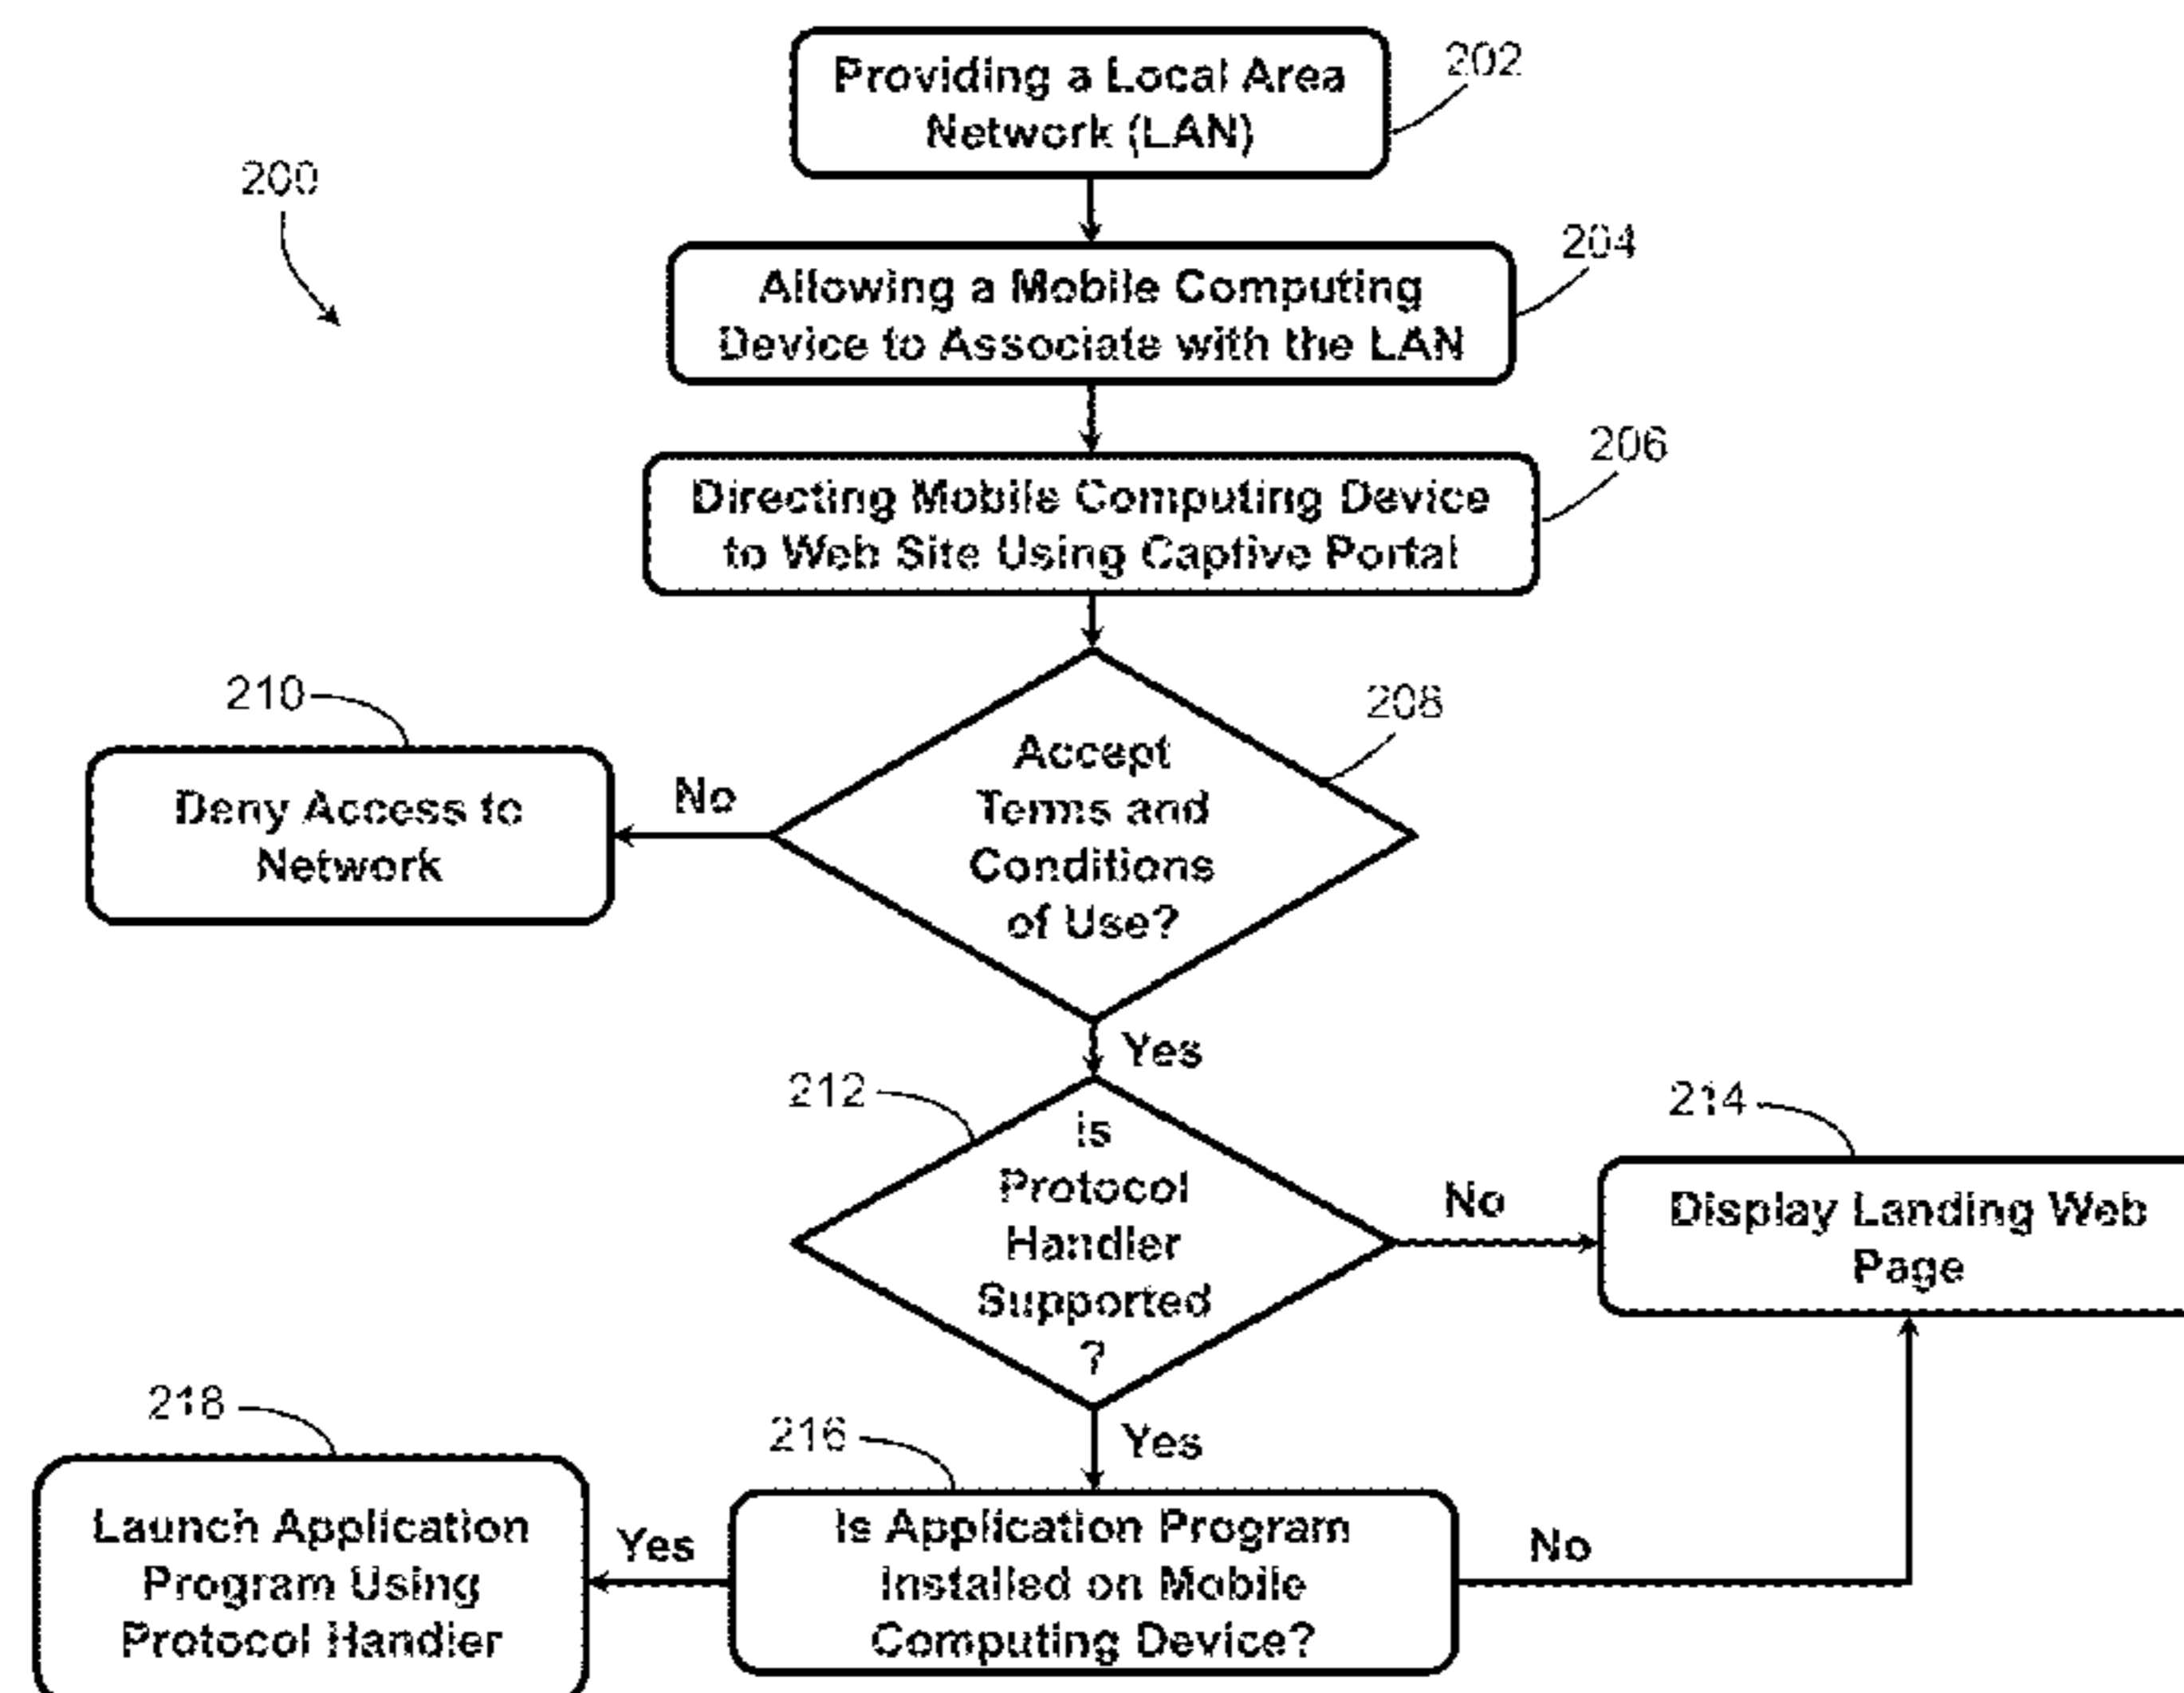 Providing a Local Area
Network (LAN)
202
200
Allowing a Mobile Computing
Device to Associate with the LAN
204
Directing Mobile Computing Device
to Web Site Using Captive Portal
206
208
Accept
Terms and
Conditions
of Use?
210
Deny Access to
Network
No
Yes
212
is
Protocol
Handler
Supported
?
No
214
Display Landing Web
Page
Yes
216
Is Application Program
Installed on Mobile
Computing Device?
No
Yes
218
Launch Application
Program Using
Protocol Handler